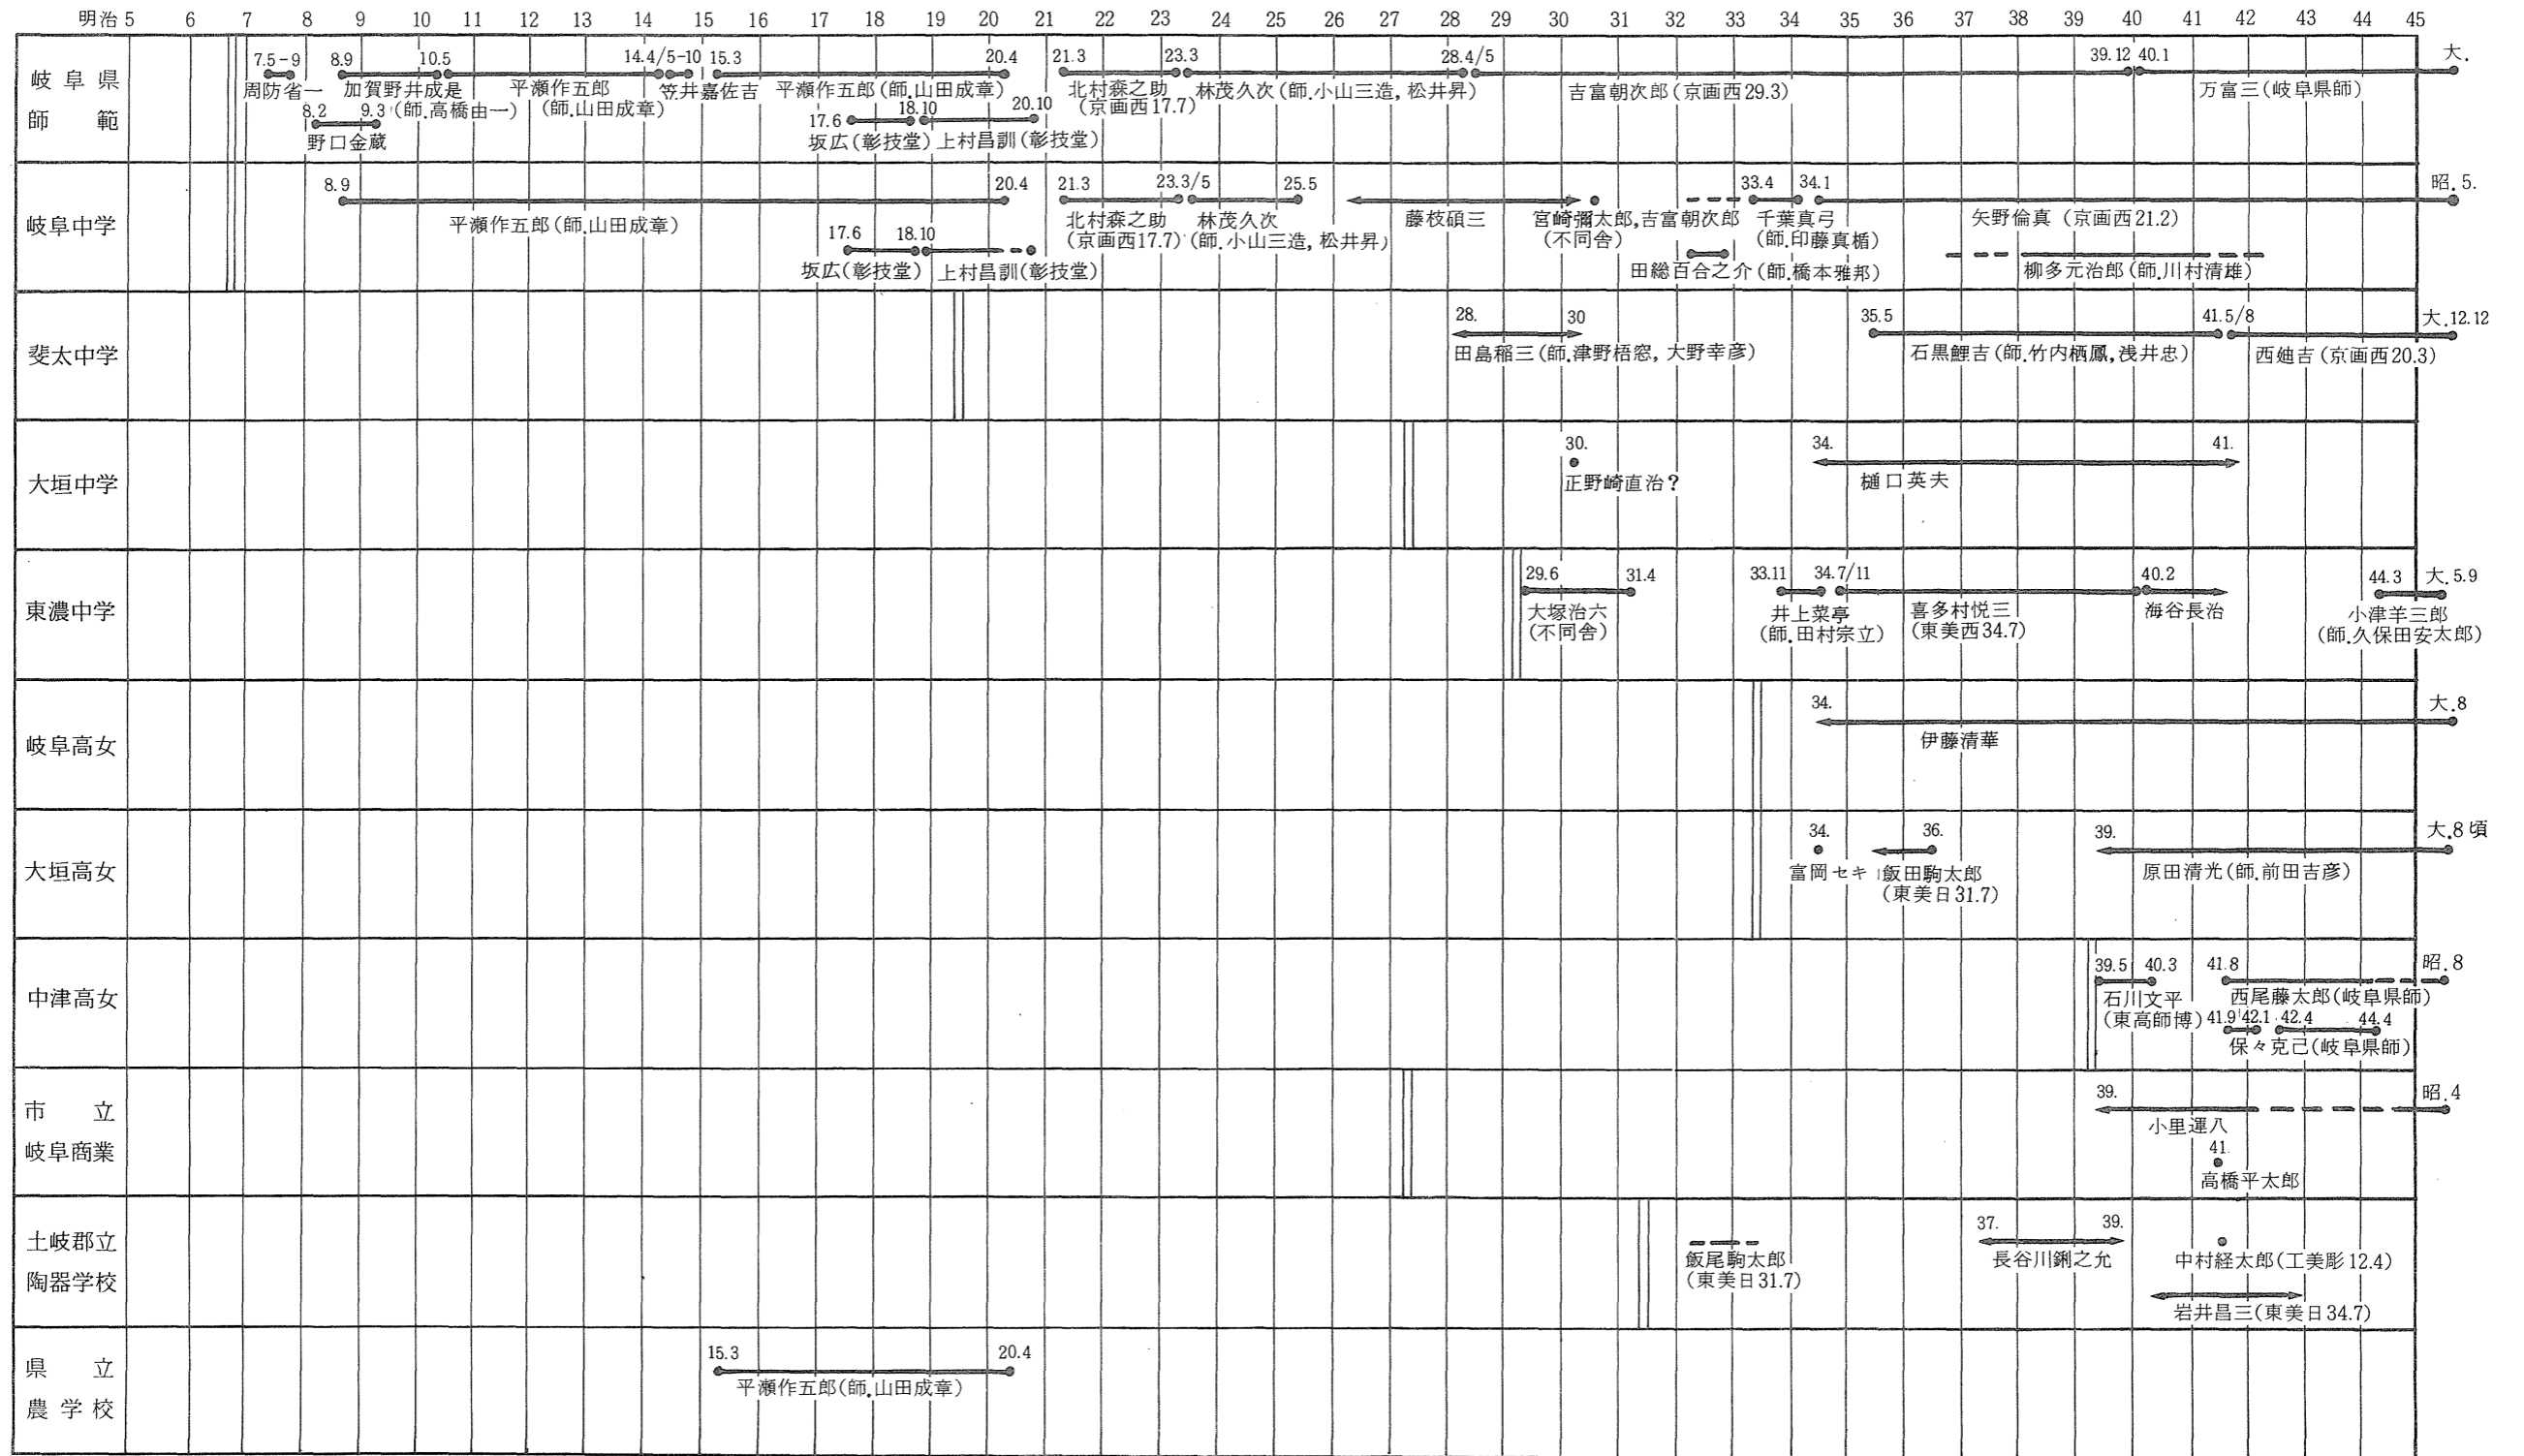 明治 5 6 7 8 9 10 11 12 13 14 15 16 17 18 19 20 21 22 23 24 25 26 27 28 29 30 31 32 33 34 35 36 37 38 39 40 41 42 43 44 45
岐阜県
師範
7.5-9 8.9 10.5 14.4/5-10 15.3 20.4 21.3 23.3 28.4/5 39.12 40.1 大.
周防省一 加賀野井成是 平瀬作五郎 笠井嘉佐吉 平瀬作五郎(師.山田成章) 北村森之助 林茂久次(師.小山三造, 松井昇) 吉富朝次郎(京画西29.3) 万富三(岐阜県師)
8.2 9.3 (師.高橋由一) (師.山田成章) 17.6 18.10 20.10 (京画西17.7)
野口金蔵 坂広(彰技堂) 上村昌訓(彰技堂)
岐阜中学
8.9 20.4 21.3 23.3/5 25.5 33.4 34.1 昭.5.
平瀬作五郎(師.山田成章) 北村森之助 林茂久次 藤枝碩三 宮崎彌太郎,吉富朝次郎 千葉真弓 矢野倫真(京画西21.2)
17.6 18.10 (京画西17.7) (師.小山三造, 松井昇) (不同舎) (師.印藤真楯)
坂広(彰技堂) 上村昌訓(彰技堂) 田総百合之介(師.橋本雅邦) 柳多元治郎(師.川村清雄)
斐太中学
28. 30 35.5 41.5/8 大.12.12
田島稲三(師.津野梧窓, 大野幸彦) 石黒鯉吉(師.竹内栖鳳,浅井忠) 西廸吉(京画西20.3)
大垣中学
30. 34. 41.
正野崎直治? 樋口英夫
東濃中学
29.6 31.4 33.11 34.7/11 40.2 44.3 大.5.9
大塚治六 井上菜亭 喜多村悦三 海谷長治 小津羊三郎
(不同舎) (師.田村宗立) (東美西34.7) (師.久保田安太郎)
岐阜高女
34. 大.8
伊藤清華
大垣高女
34. 36. 39. 大.8頃
富岡セキ 飯田駒太郎 原田清光(師.前田吉彦)
(東美日31.7)
中津高女
39.5 40.3 41.8 昭.8
石川文平 西尾藤太郎(岐阜県師)
(東高師博) 41.9 42.1 42.4 44.4
保々克己(岐阜県師)
市立
岐阜商業
39. 昭.4
小里運八
41.
高橋平太郎
土岐郡立
陶器学校
37. 39.
飯尾駒太郎 長谷川鍘之允 中村経太郎(工美彫12.4)
(東美日31.7)
岩井昌三(東美日34.7)
県立
農学校
15.3 20.4
平瀬作五郎(師.山田成章)